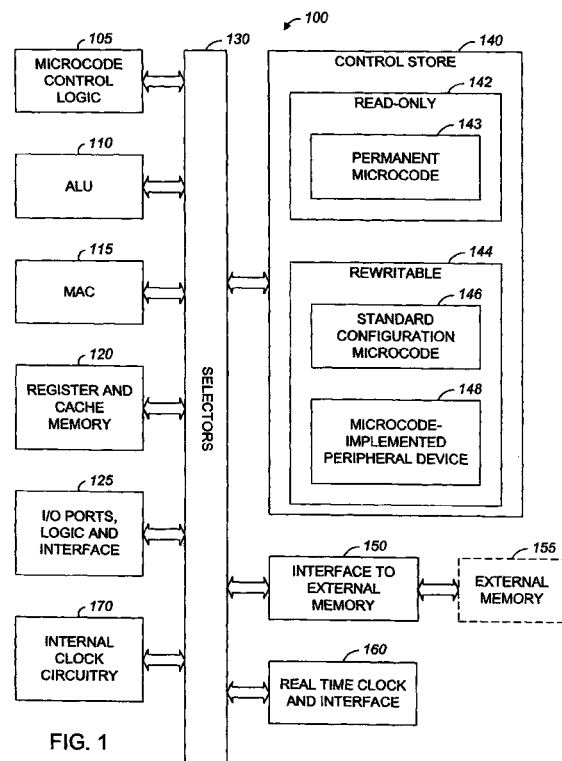 100
105
MICROCODE
CONTROL
LOGIC
110
ALU
115
MAC
120
REGISTER AND
CACHE
MEMORY
125
I/O PORTS,
LOGIC AND
INTERFACE
170
INTERNAL
CLOCK
CIRCUITRY
130
SELECTORS
140
CONTROL STORE
142
READ-ONLY
143
PERMANENT
MICROCODE
144
REWRITABLE
146
STANDARD
CONFIGURATION
MICROCODE
148
MICROCODE-
IMPLEMENTED
PERIPHERAL DEVICE
150
INTERFACE TO
EXTERNAL
MEMORY
155
EXTERNAL
MEMORY
160
REAL TIME CLOCK
AND INTERFACE
FIG. 1